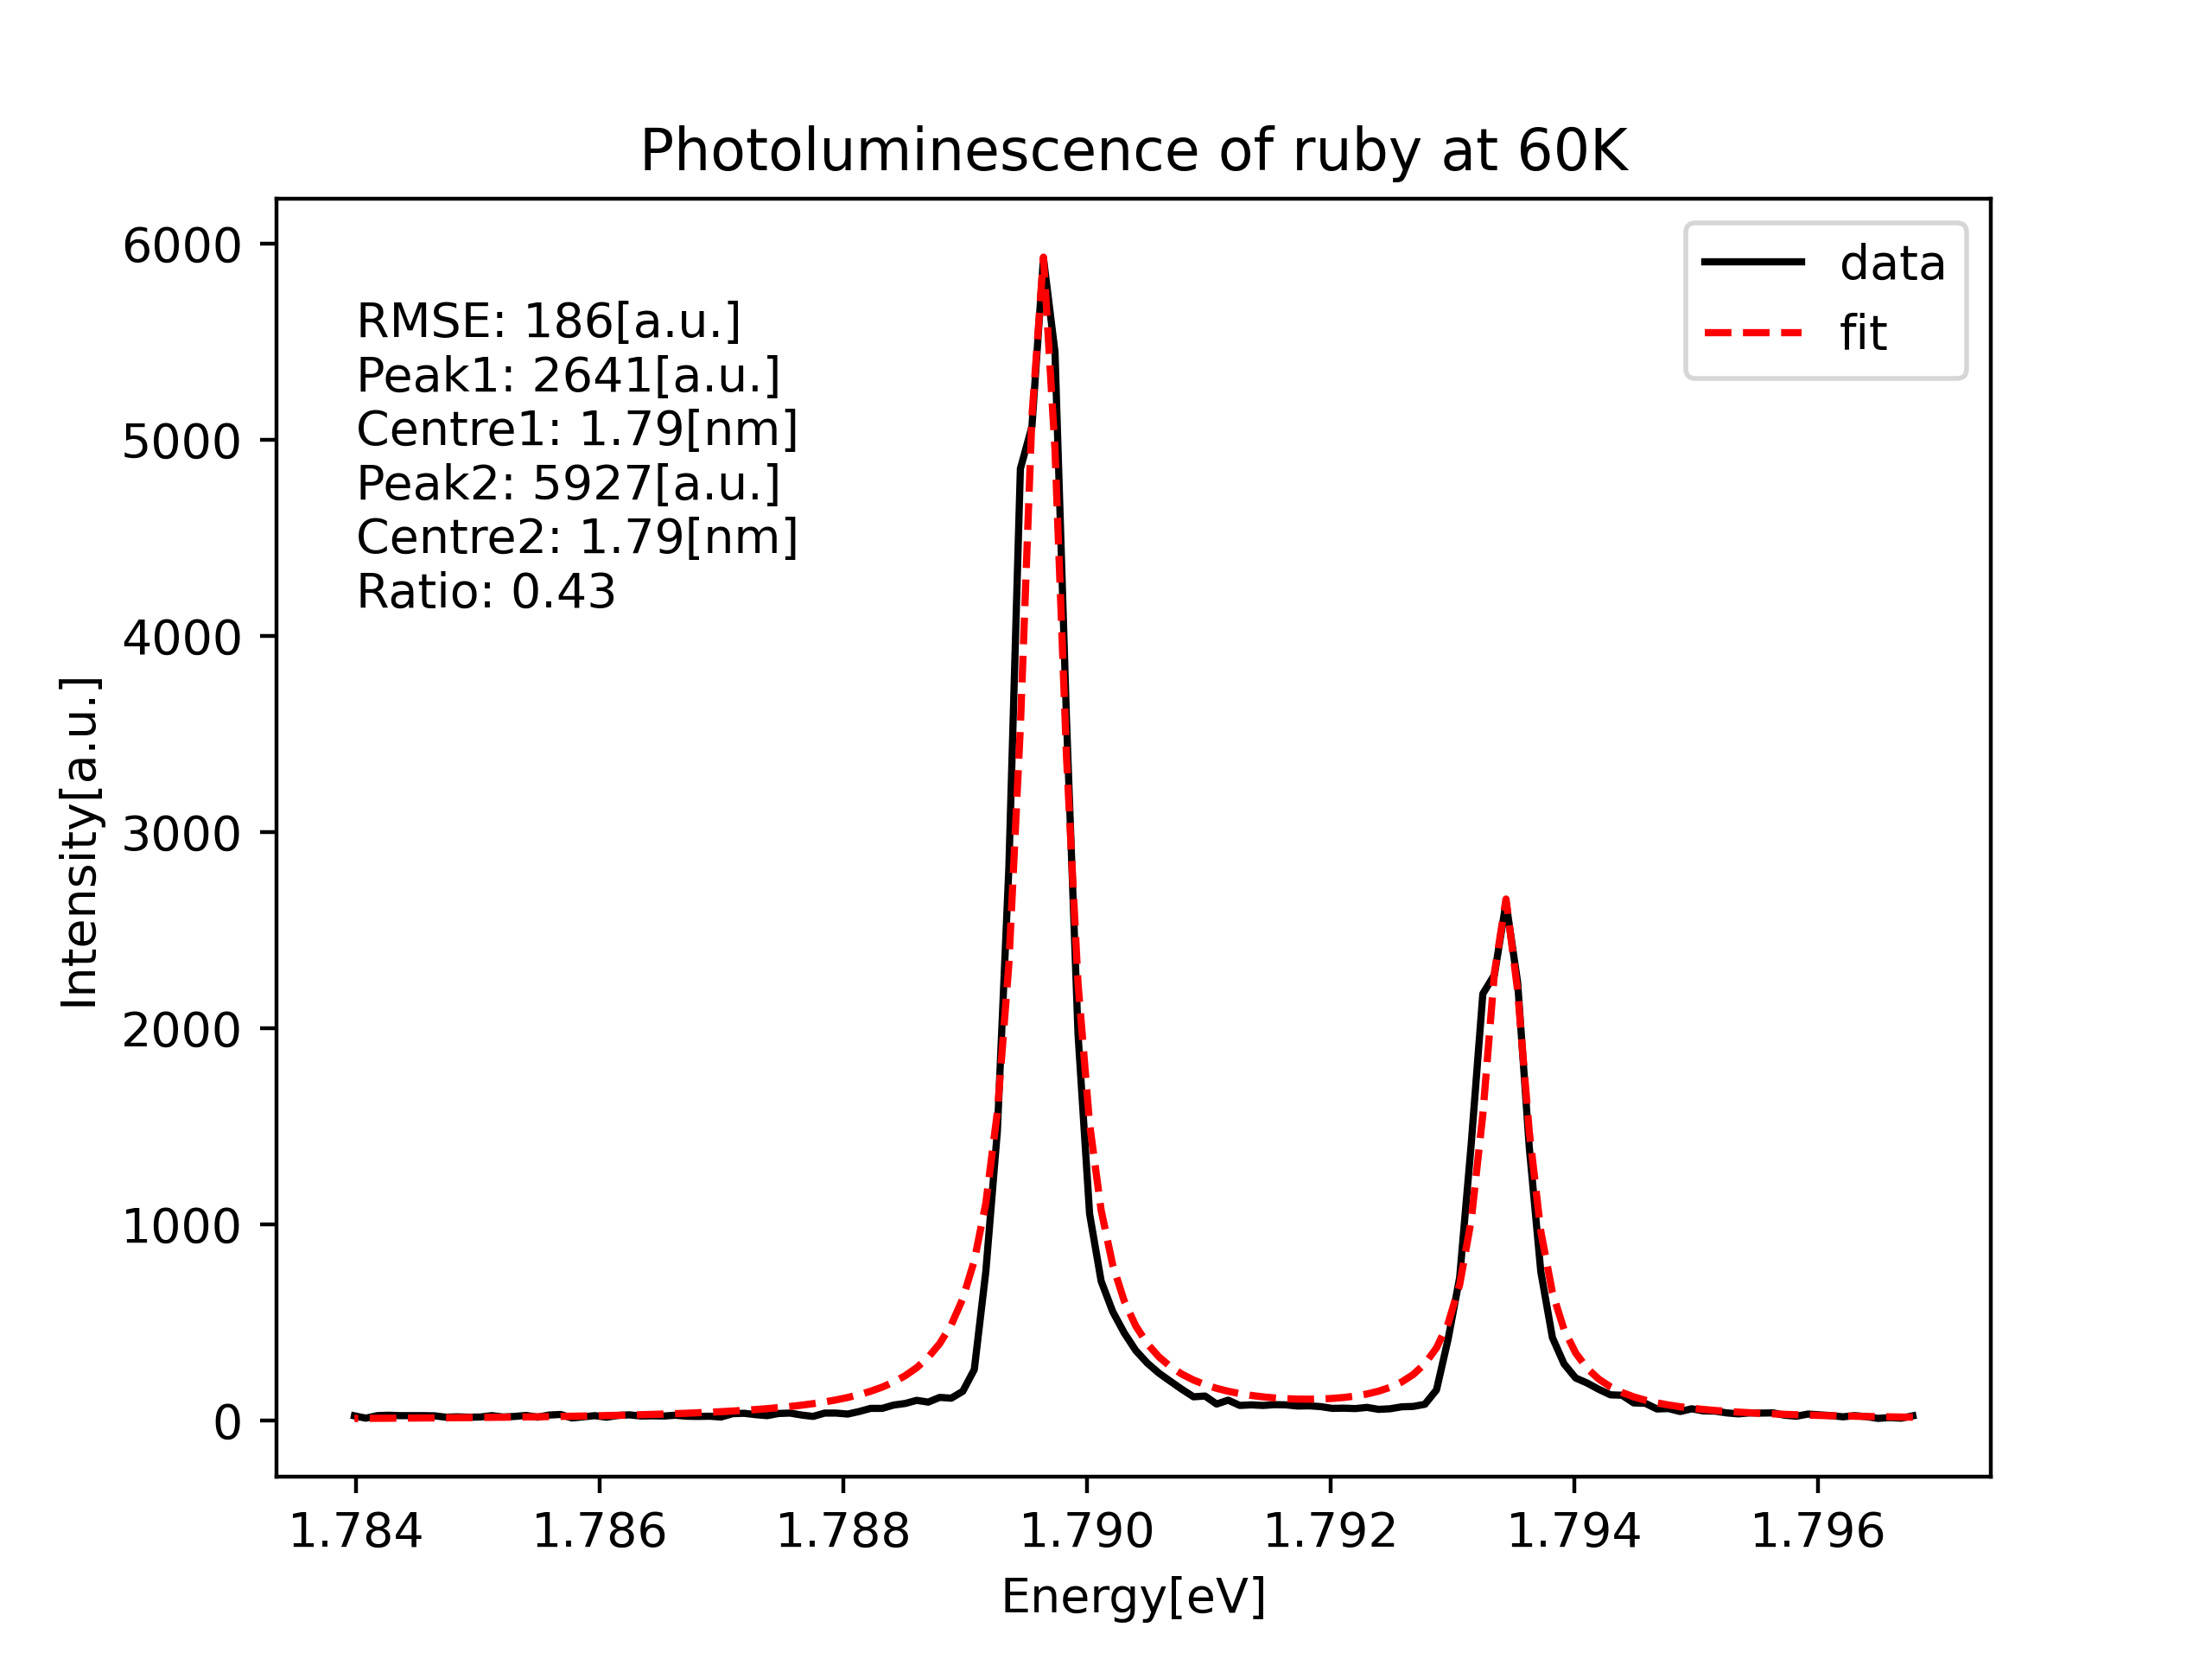 Photoluminescence of ruby at 60K
6000
5000
4000
3000
2000
1000
0
Intensity[a.u.]
RMSE: 186[a.u.]
Peak1: 2641[a.u.]
Centre1: 1.79[nm]
Peak2: 5927[a.u.]
Centre2: 1.79[nm]
Ratio: 0.43
data
fit
1.784 1.786 1.788 1.790 1.792 1.794 1.796
Energy[eV]